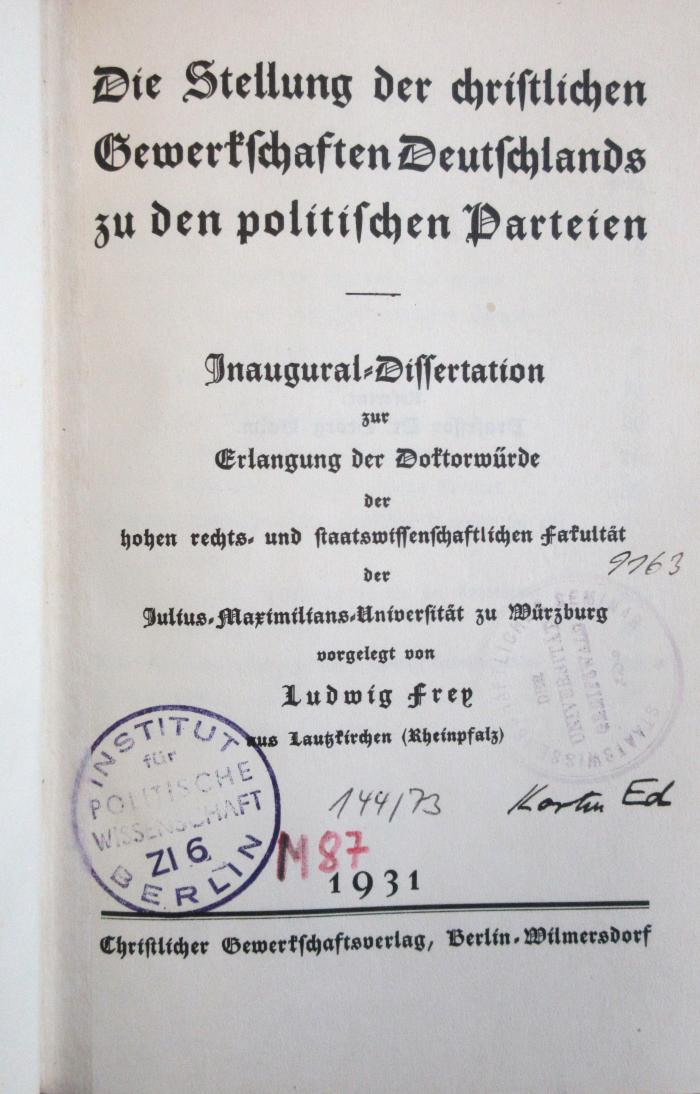 Die Stellung der christlichen
Gewerkschaften Deutschlands
zu den politischen Parteien
Inaugural-Dissertation
zur
Erlangung der Doktorwürde
der
hohen rechts- und staatswissenschaftlichen Fakultät
9163
der
Julius-Maximilians-Universität zu Würzburg
vorgelegt von
Ludwig Frey
aus Lautzkirchen (Rheinpfalz)
INSTITUT
für
POLITISCHE
WISSENSCHAFT
ZI 6
BERLIN
144/73
M 87
1931
Christlicher Gewerkschaftsverlag, Berlin-Wilmersdorf